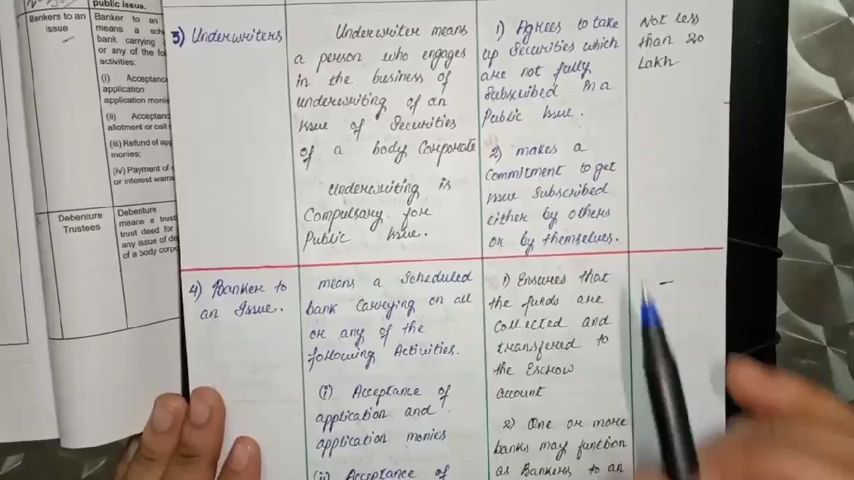 public issue.
Bankers to an
issue
Banker to an
means a sch
bank carrying
or any of the fo
activities:
(i) Acceptance
application
application monie
(ii) Acceptanc
allotment or call
(iii) Refund of ap
monies;
(iv) Payment of
or interest warra
Debenture
Trustees
Debenture
means a trust
trust deed for
any issue of de
of a body corp
3) Underwriters
Underwriter means
a person who engages
in the business of
underwriting of an
issue of Securities
of a body Corporate
Underwriting is
Compulsary for
Public Issue.
1) Agrees to take
up Securities which
are not fully
Subscribed in a
Public Issue.
2) makes a
Commitment to get
issue Subscribed
either by others
or by themselves.
Not less
than 20
Lakh
4) Banker to
an Issue.
means a Scheduled
bank Carrying on all
or any of the
following Activities.
(i) Acceptance of
application and
application monies
(ii) Acceptance of
1) Ensures that
the funds are
Collected and
transfered to
the Escrow
account
2) One or more
banks may function
as Bankers to an
-